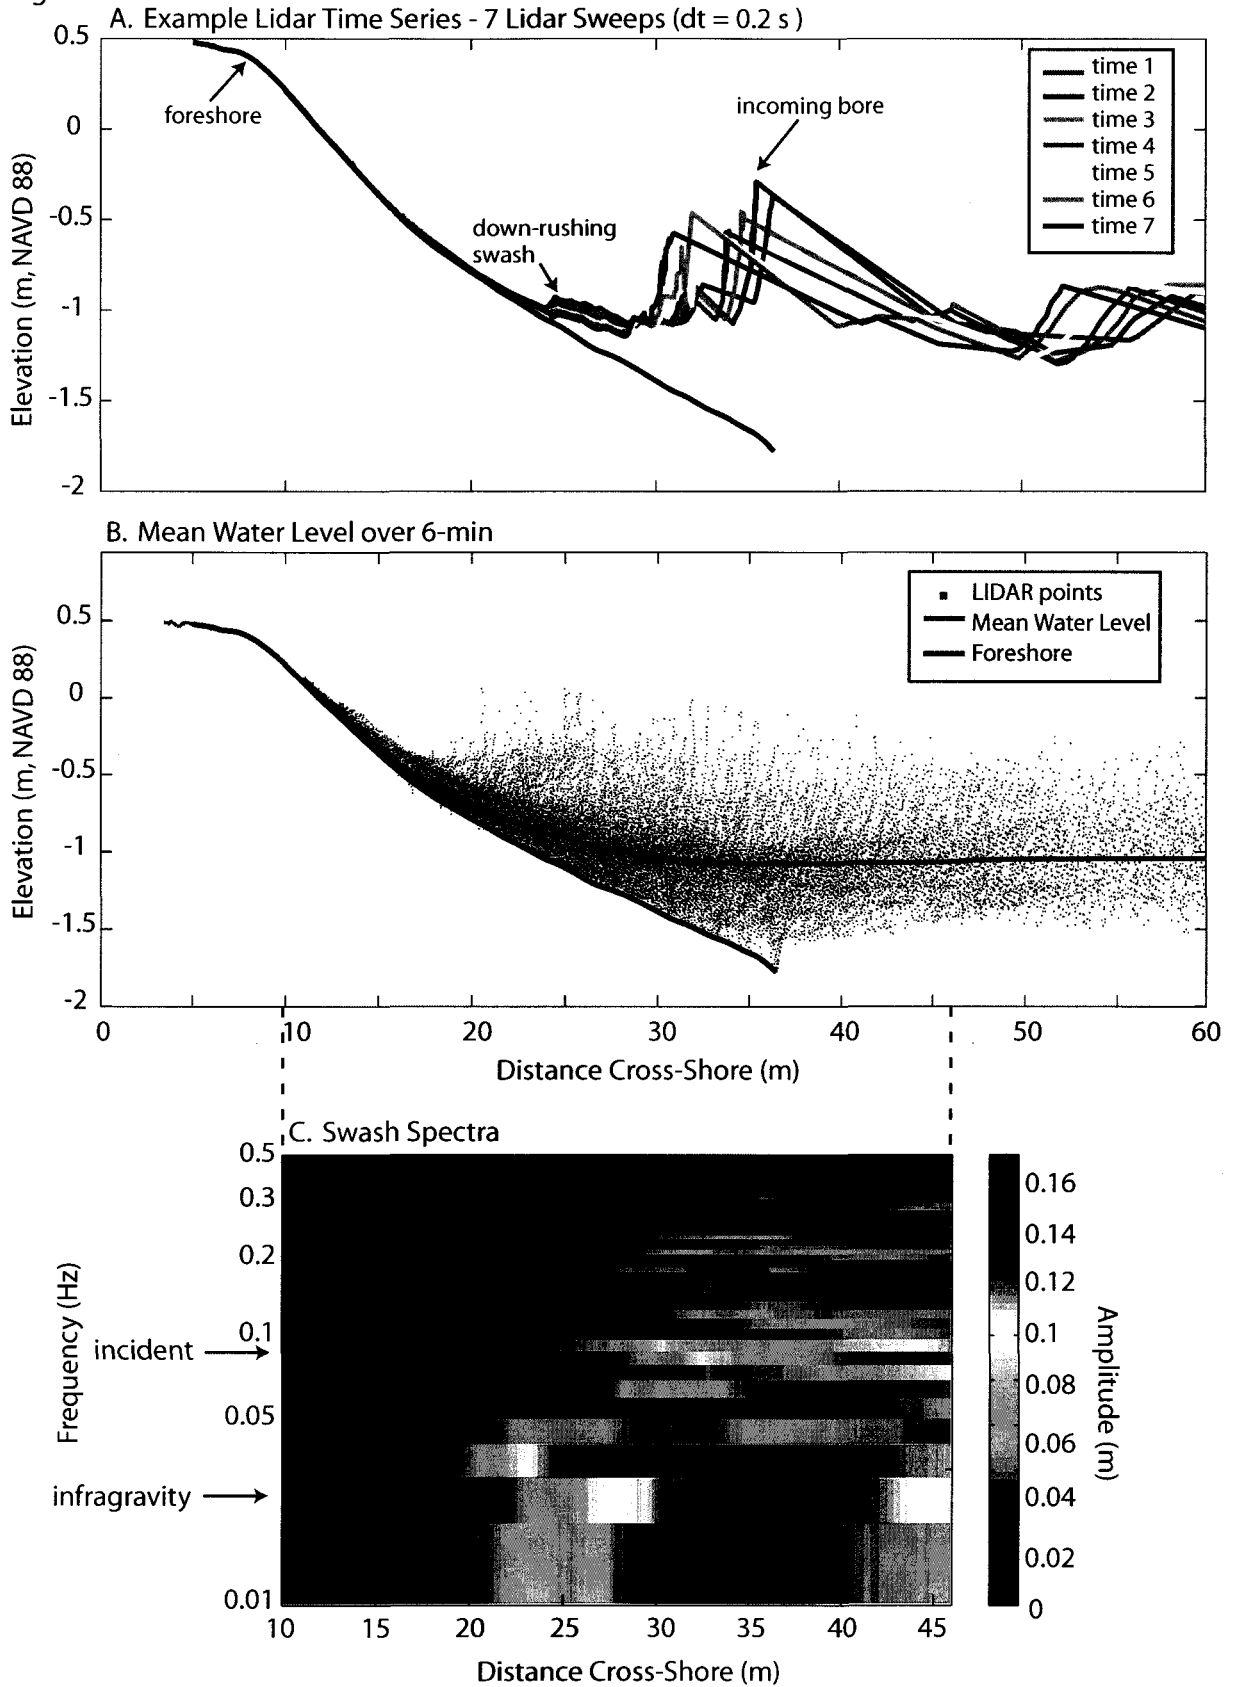 A. Example Lidar Time Series - 7 Lidar Sweeps (dt = 0.2 s )
0.5
0
-0.5
-1
-1.5
-2
Elevation (m, NAVD 88)
foreshore
down-rushing
swash
incoming bore
time 1
time 2
time 3
time 4
time 5
time 6
time 7
B. Mean Water Level over 6-min
0.5
0
-0.5
-1
-1.5
-2
Elevation (m, NAVD 88)
LIDAR points
Mean Water Level
Foreshore
0 10 20 30 40 50 60
Distance Cross-Shore (m)
C. Swash Spectra
0.5
0.3
0.2
0.1
0.05
0.01
Frequency (Hz)
incident
infragravity
10 15 20 25 30 35 40 45
Distance Cross-Shore (m)
0.16
0.14
0.12
0.1
0.08
0.06
0.04
0.02
0
Amplitude (m)